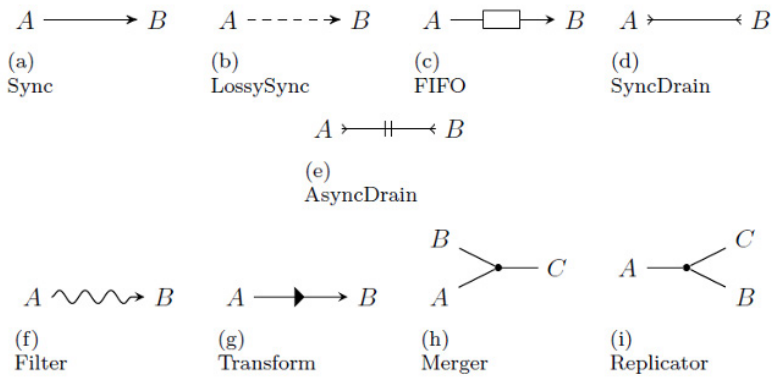 A B A B A B A B
(a) (b) (c) (d)
Sync LossySync FIFO SyncDrain
A B
(e)
AsyncDrain
B C
A B A B C A
A B
(f) (g) (h) (i)
Filter Transform Merger Replicator